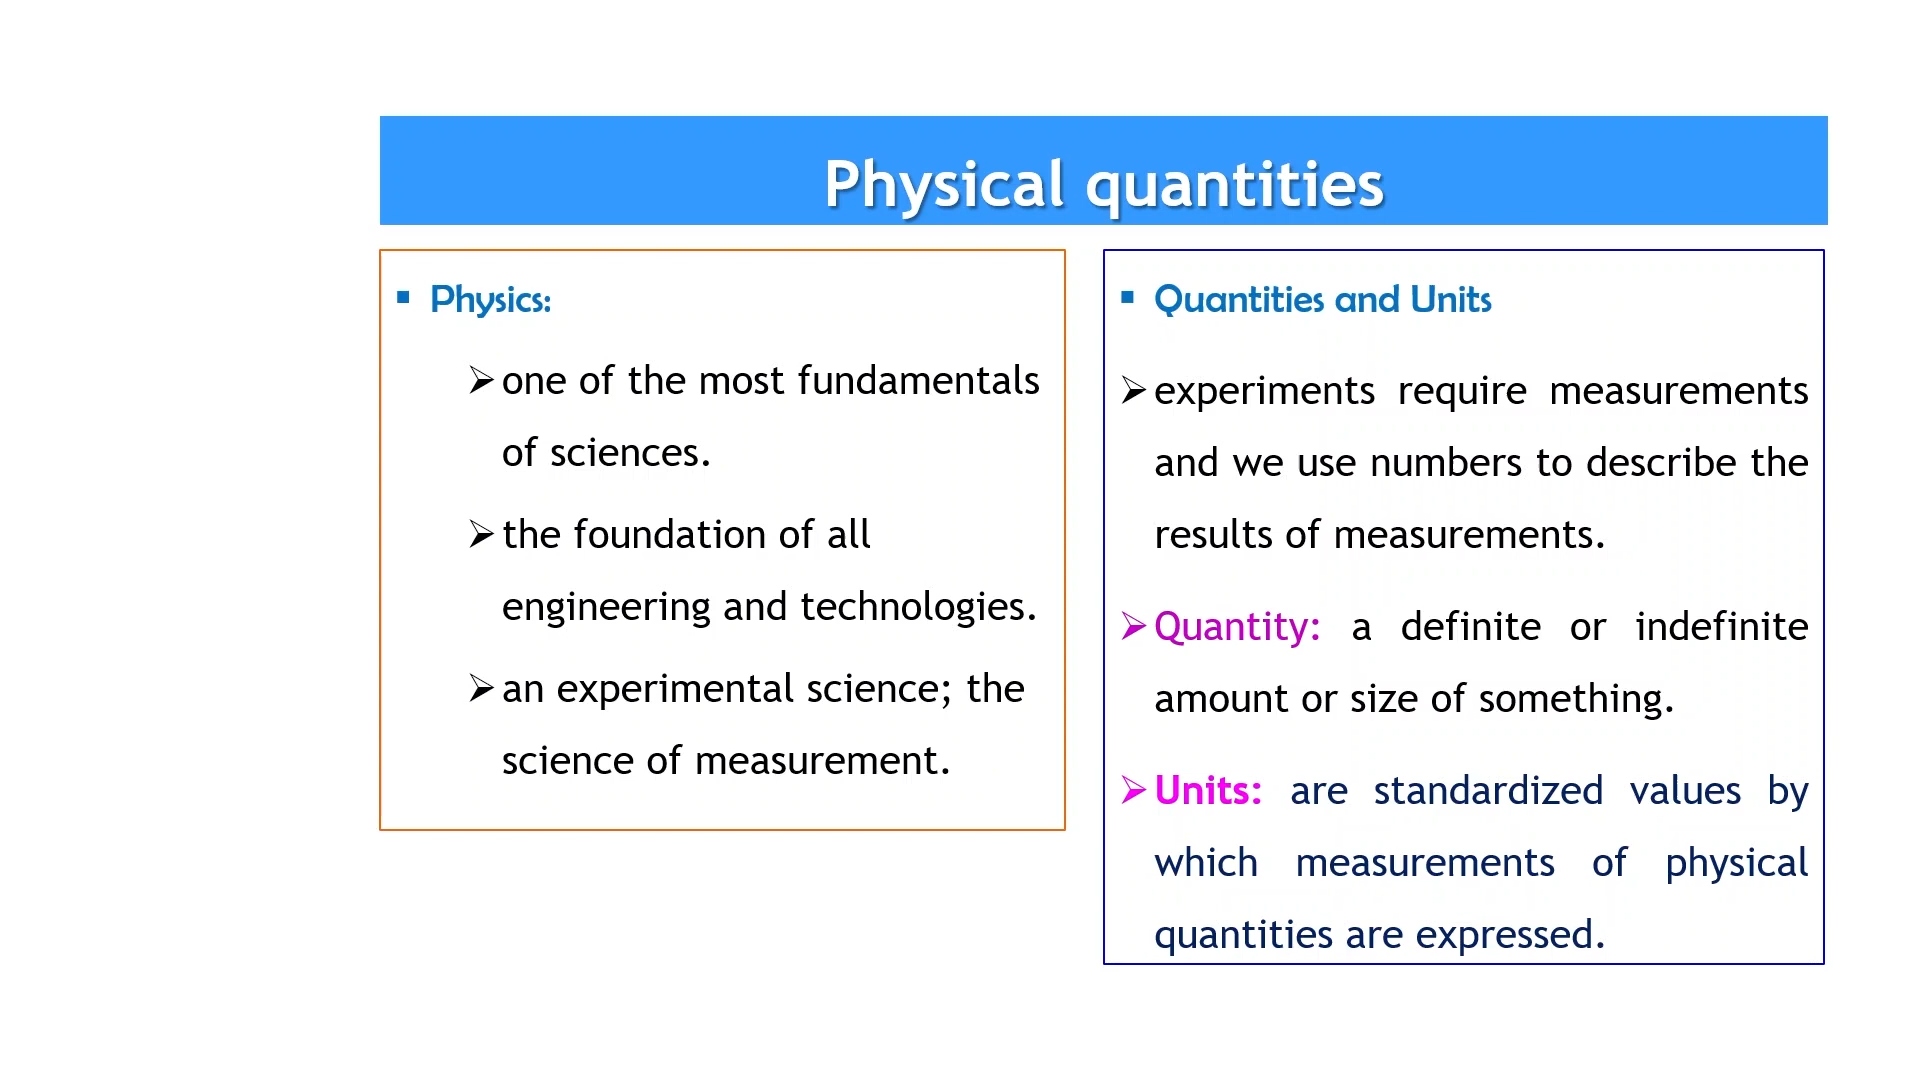 Physical quantities
Physics:
one of the most fundamentals
of sciences.
the foundation of all
engineering and technologies.
an experimental science; the
science of measurement.
Quantities and Units
experiments require measurements
and we use numbers to describe the
results of measurements.
Quantity: a definite or indefinite
amount or size of something.
Units: are standardized values by
which measurements of physical
quantities are expressed.